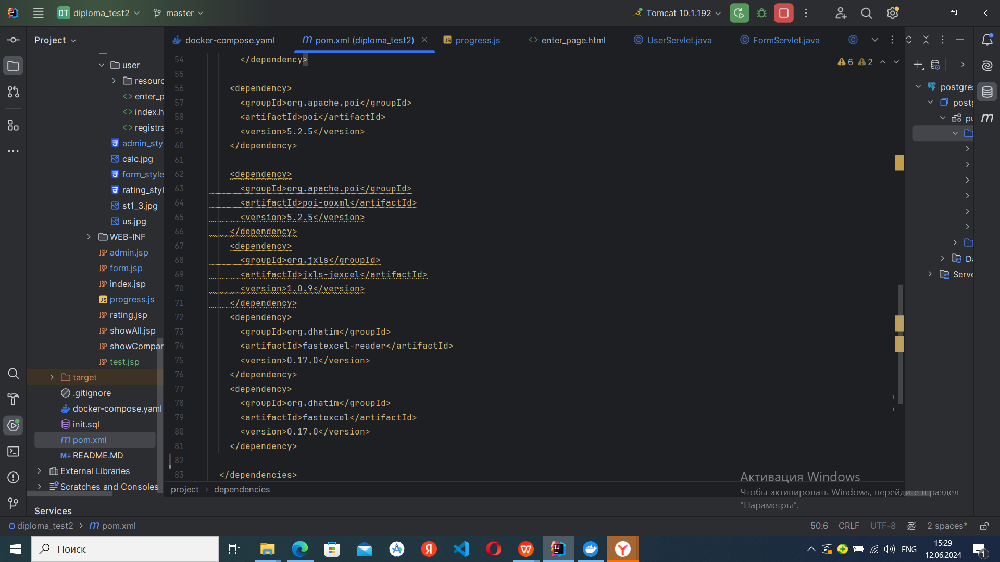 DT diploma_test2
master
Tomcat 10.1.192
Project
docker-compose.yaml
pom.xml (diploma_test2)
progress.js
enter_page.html
UserServlet.java
FormServlet.java
user
resourc
enter_p
index.h
registra
admin_sty
calc.jpg
form_style
rating_styl
st1_3.jpg
us.jpg
WEB-INF
JSP admin.jsp
JSP form.jsp
JSP index.jsp
JS progress.js
JSP rating.jsp
JSP showAll.jsp
JSP showCompar
JSP test.jsp
target
.gitignore
docker-compose.yaml
init.sql
pom.xml
README.MD
External Libraries
Scratches and Consoles
6 2
54 </dependency>
55
56 <dependency>
57 <groupId>org.apache.poi</groupId>
58 <artifactId>poi</artifactId>
59 <version>5.2.5</version>
60 </dependency>
61
62 <dependency>
63 <groupId>org.apache.poi</groupId>
64 <artifactId>poi-ooxml</artifactId>
65 <version>5.2.5</version>
66 </dependency>
67 <dependency>
68 <groupId>org.jxls</groupId>
69 <artifactId>jxls-jexcel</artifactId>
70 <version>1.0.9</version>
71 </dependency>
72 <dependency>
73 <groupId>org.dhatim</groupId>
74 <artifactId>fastexcel-reader</artifactId>
75 <version>0.17.0</version>
76 </dependency>
77 <dependency>
78 <groupId>org.dhatim</groupId>
79 <artifactId>fastexcel</artifactId>
80 <version>0.17.0</version>
81 </dependency>
82
83 </dependencies>
postgres
postg
pu
Da
Serve
project › dependencies
Активация Windows
Чтобы активировать Windows, перейдите в раздел
"Параметры".
Services
diploma_test2 > pom.xml
50:6 CRLF UTF-8 2 spaces*
Поиск
ENG
15:29
12.06.2024
1